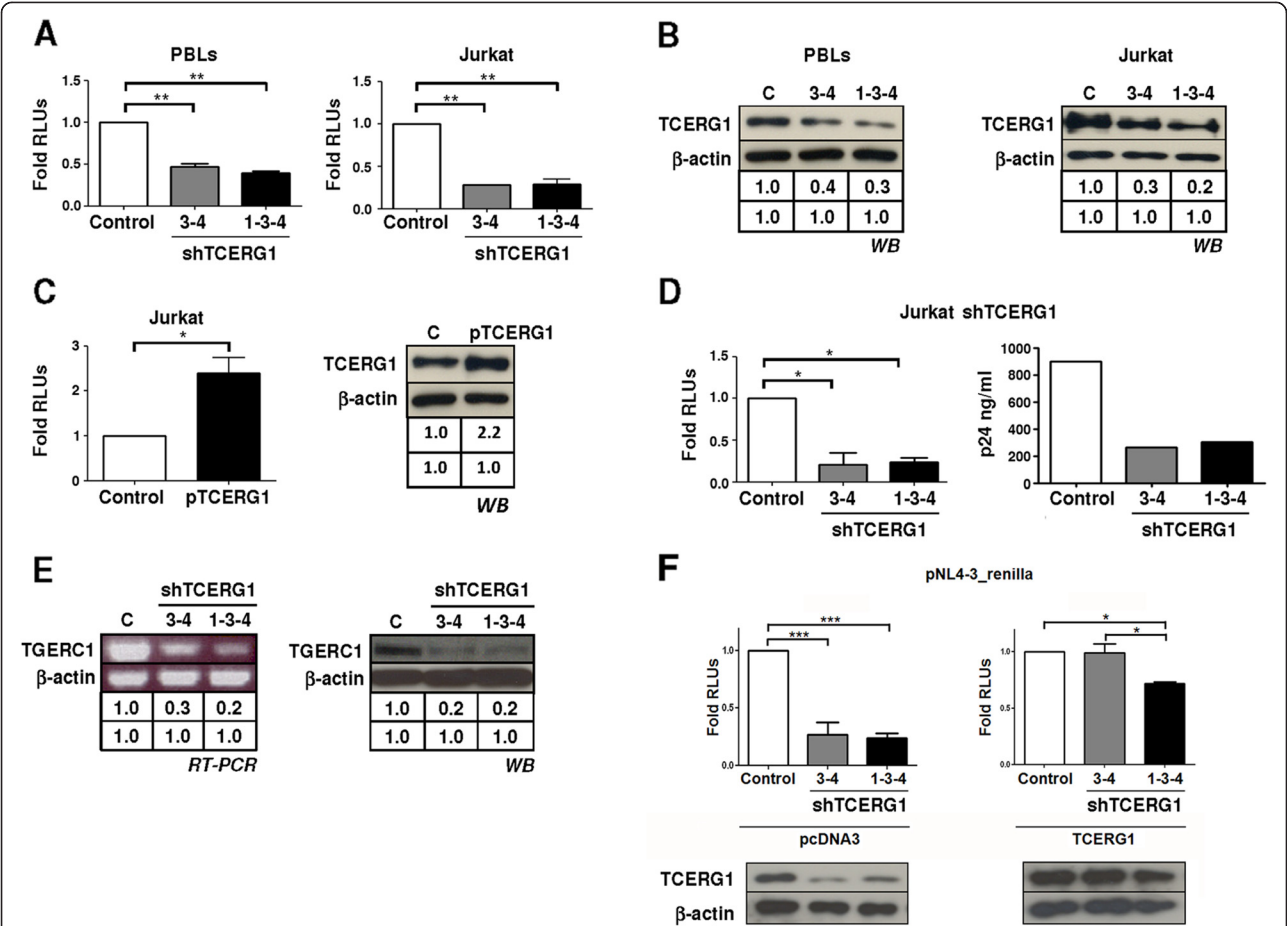 A
PBLs
Fold RLUs
1.5
1.0
0.5
0.0
**
**
Control
3-4
1-3-4
shTCERG1
Jurkat
Fold RLUs
1.5
1.0
0.5
0.0
**
**
Control
3-4
1-3-4
shTCERG1
B
PBLs
C 3-4 1-3-4
TCERG1
β-actin
1.0 0.4 0.3
1.0 1.0 1.0
WB
Jurkat
C 3-4 1-3-4
TCERG1
β-actin
1.0 0.3 0.2
1.0 1.0 1.0
WB
C
Jurkat
Fold RLUs
3
2
1
0
*
Control pTCERG1
C pTCERG1
TCERG1
β-actin
1.0 2.2
1.0 1.0
WB
D
Jurkat shTCERG1
Fold RLUs
1.5
1.0
0.5
0.0
*
*
Control
3-4
1-3-4
shTCERG1
p24 ng/ml
1000
800
600
400
200
0
Control
3-4
1-3-4
shTCERG1
E
shTCERG1
C 3-4 1-3-4
TGERC1
β-actin
1.0 0.3 0.2
1.0 1.0 1.0
RT-PCR
shTCERG1
C 3-4 1-3-4
TGERC1
β-actin
1.0 0.2 0.2
1.0 1.0 1.0
WB
F
pNL4-3_renilla
Fold RLUs
1.0
0.5
0.0
***
***
Control
3-4
1-3-4
shTCERG1
pcDNA3
Fold RLUs
1.0
0.5
0.0
*
*
Control
3-4
1-3-4
shTCERG1
TCERG1
TCERG1
β-actin